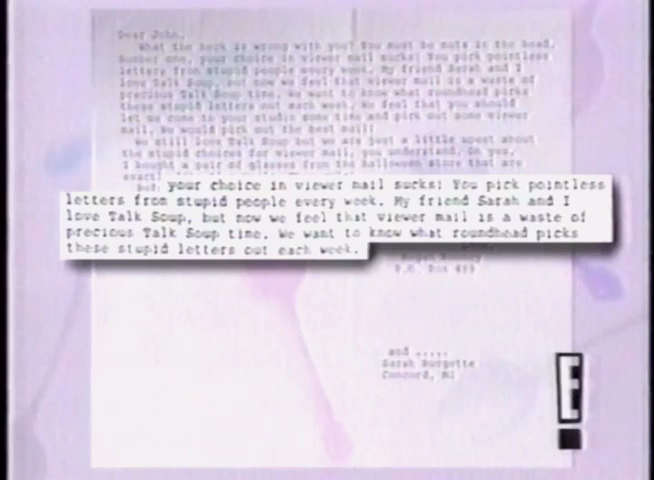 Dear John,
What the heck is wrong with you? You must be nuts in the head.
Number one, your choice in viewer mail sucks! You pick pointless
letters from stupid people every week. My friend Sarah and I
love Talk Soup, but now we feel that viewer mail is a waste of
precious Talk Soup time. We want to know what roundhead picks
these stupid letters out each week. We feel that you should
let us come to your studio some time and pick out some viewer
mail. We would pick out the best mail!
We still love Talk Soup but we are just a little upset about
the stupid choices for viewer mail, you understand. Oh yes,
I bought a pair of glasses from the halloween store that are
your choice in viewer mail sucks! You pick pointless
letters from stupid people every week. My friend Sarah and I
love Talk Soup, but now we feel that viewer mail is a waste of
precious Talk Soup time. We want to know what roundhead picks
these stupid letters out each week.
P.O. Box
and .....
Sarah
Concord,
E!